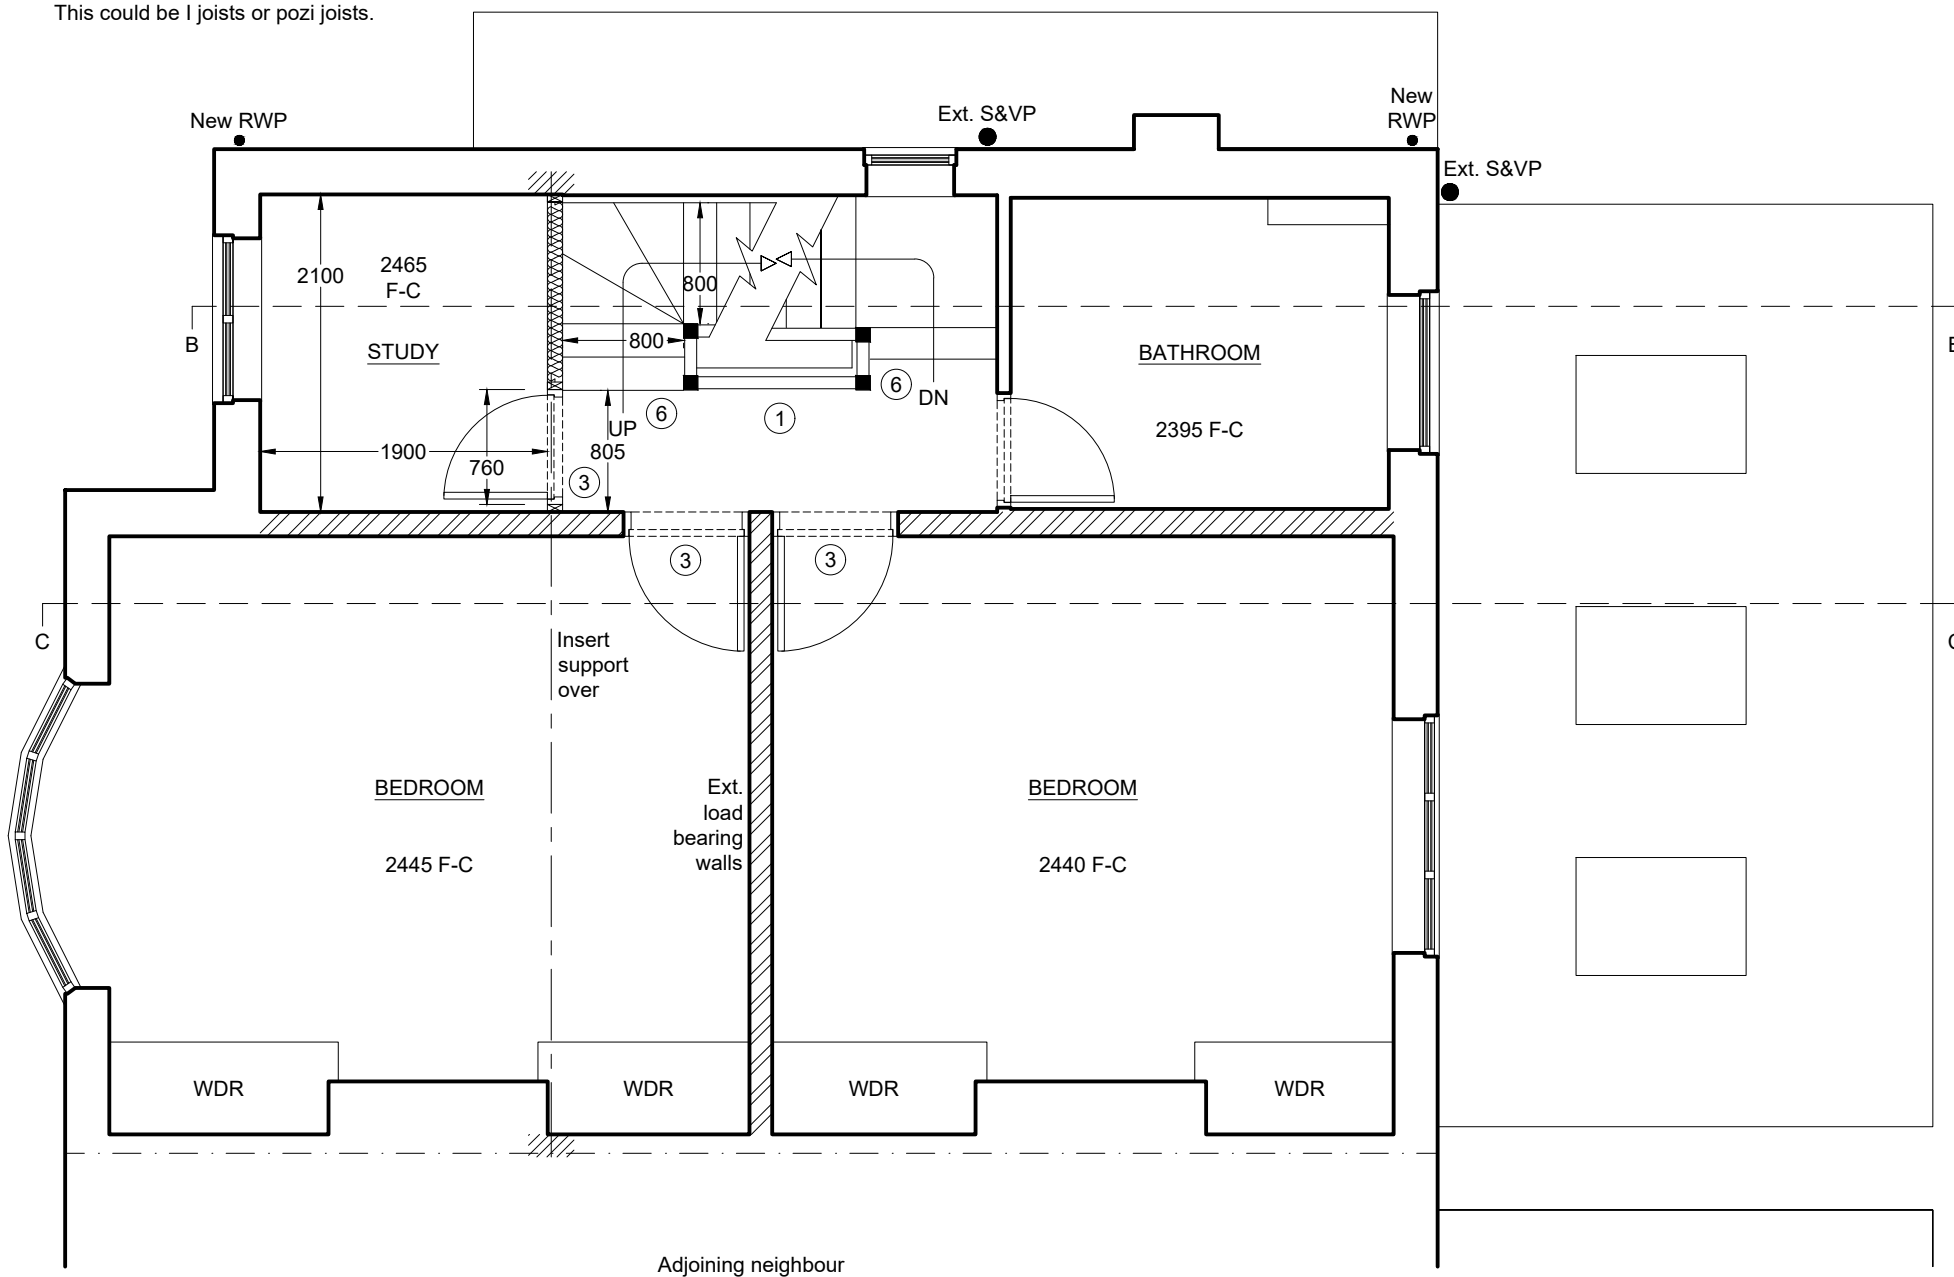 This could be I joists or pozi joists.
New RWP
Ext. S&VP
New
RWP
Ext. S&VP
2100
2465
F-C
800
B
STUDY
800
BATHROOM
B
6
DN
6
1
UP
2395 F-C
1900
760
805
3
3
3
C
Insert
support
over
C
BEDROOM
Ext.
load
bearing
walls
BEDROOM
2445 F-C
2440 F-C
WDR
WDR
WDR
WDR
Adjoining neighbour